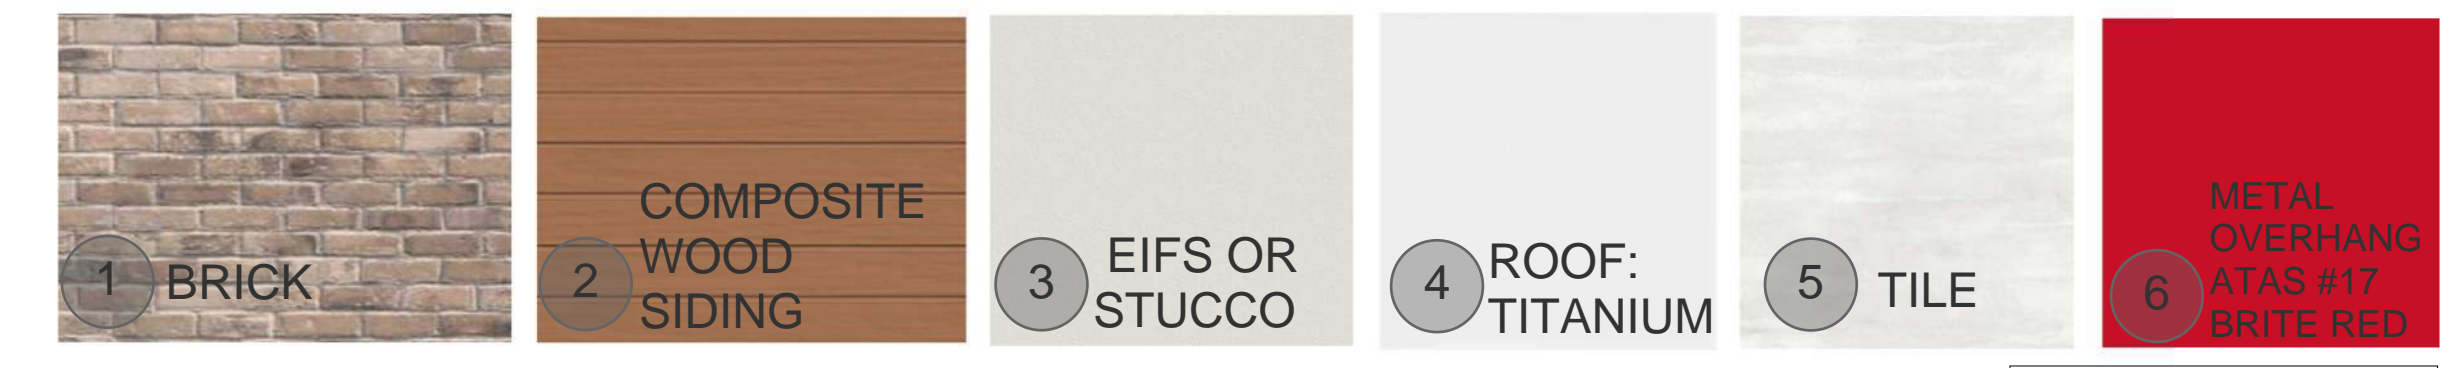 1 BRICK
2 COMPOSITE
WOOD
SIDING
3 EIFS OR
STUCCO
4 ROOF:
TITANIUM
5 TILE
6 METAL
OVERHANG
ATAS #17
BRITE RED